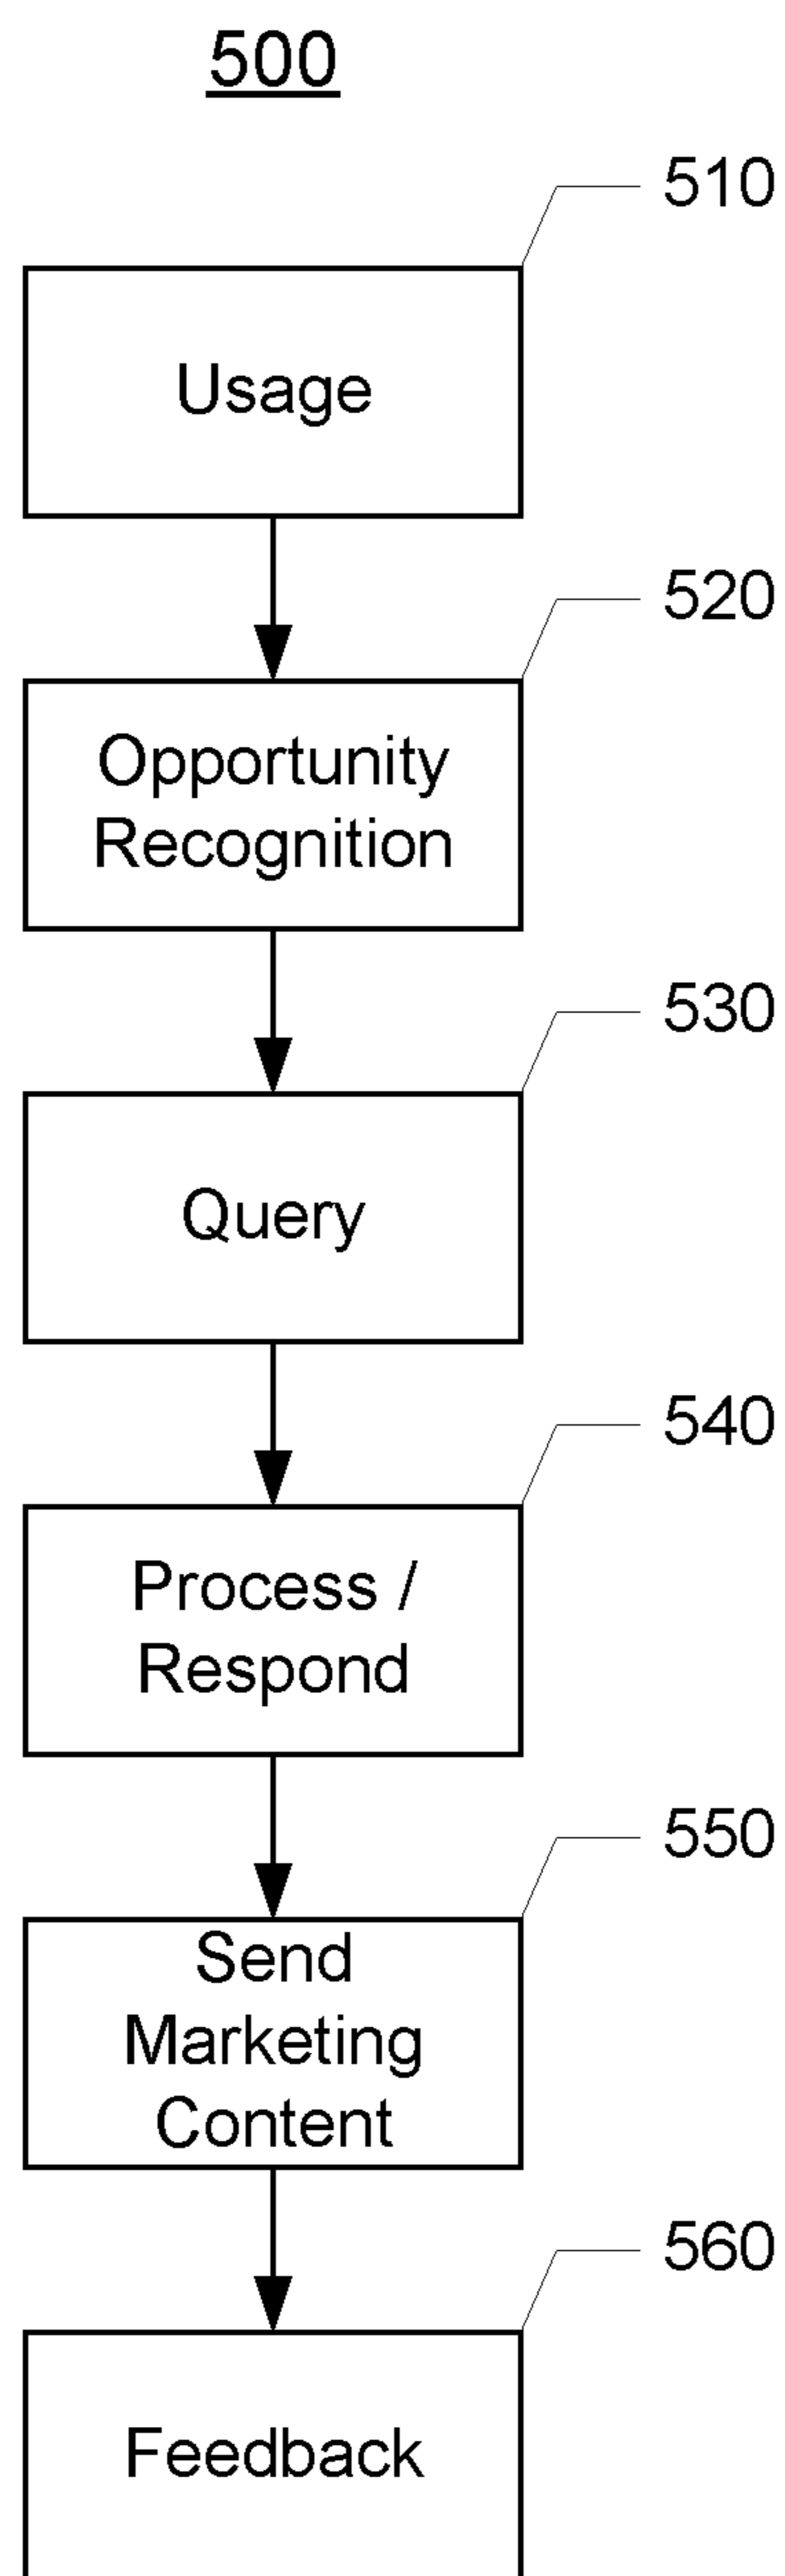 500
510
Usage
520
Opportunity
Recognition
530
Query
540
Process /
Respond
550
Send
Marketing
Content
560
Feedback